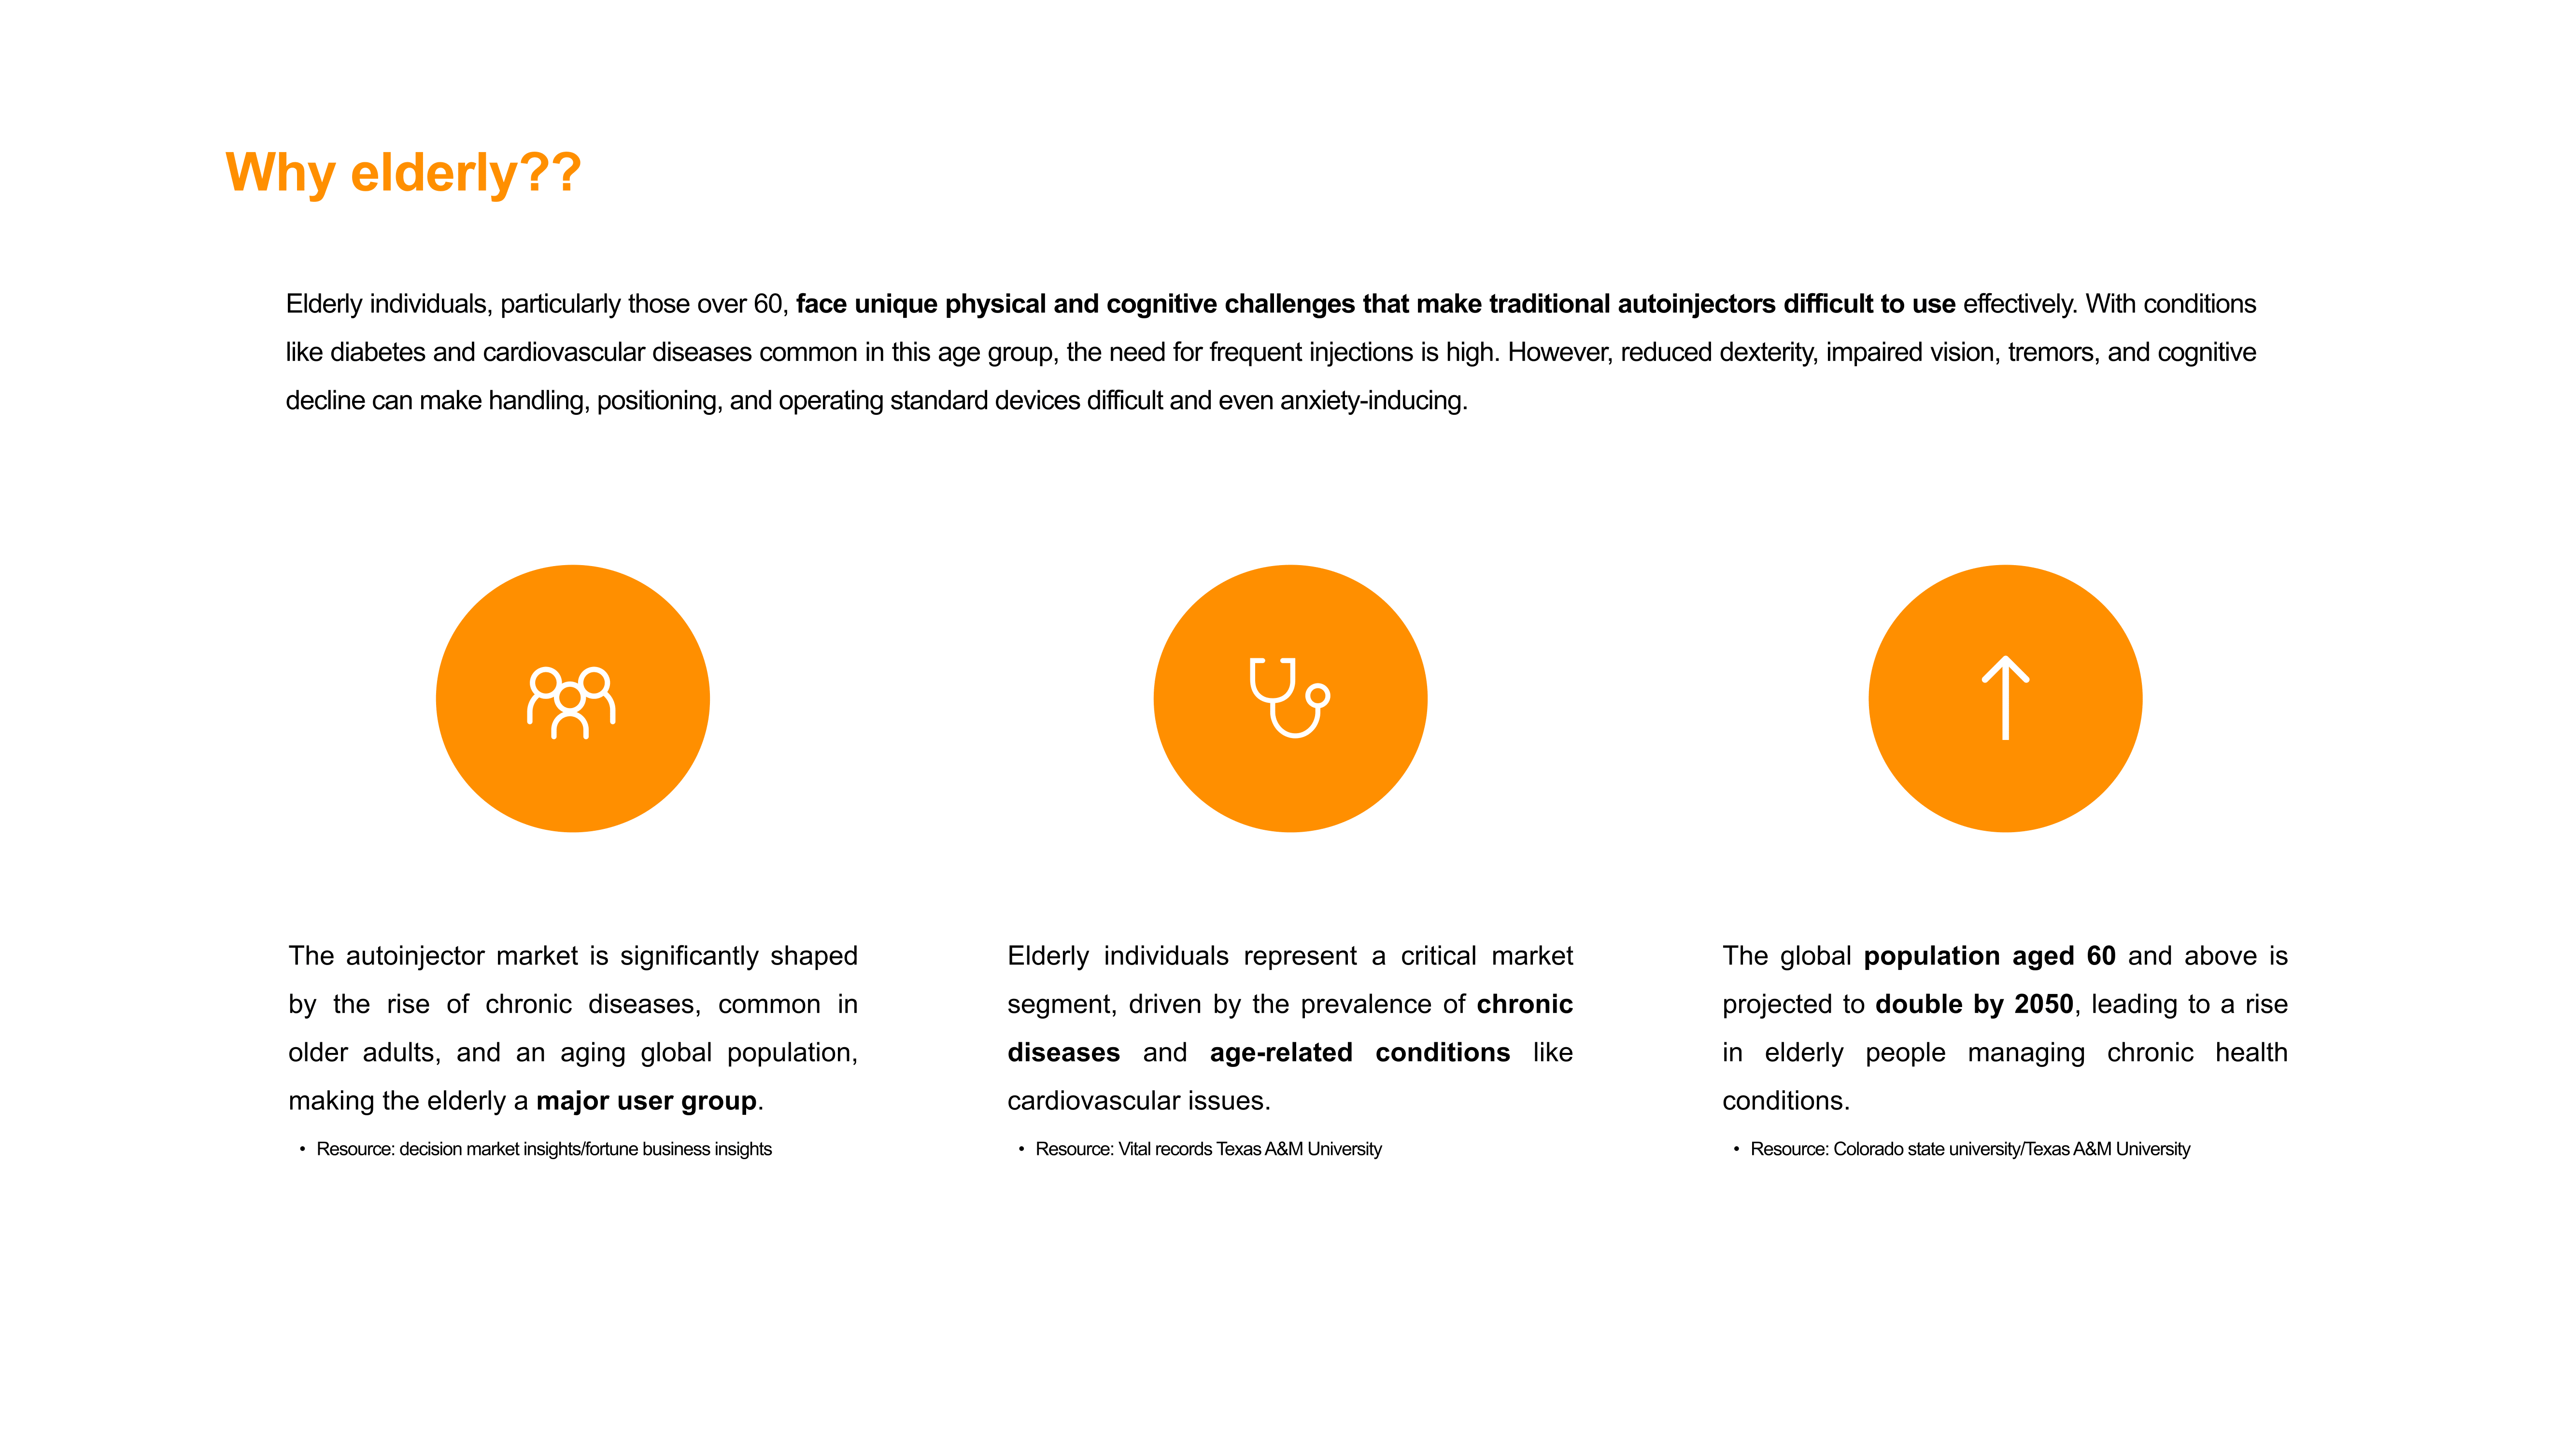 Why elderly??
Elderly individuals, particularly those over 60, face unique physical and cognitive challenges that make traditional autoinjectors difficult to use effectively. With conditions
like diabetes and cardiovascular diseases common in this age group, the need for frequent injections is high. However, reduced dexterity, impaired vision, tremors, and cognitive
decline can make handling, positioning, and operating standard devices difficult and even anxiety-inducing.
The autoinjector market is significantly shaped
by the rise of chronic diseases, common in
older adults, and an aging global population,
making the elderly a major user group.
• Resource: decision market insights/fortune business insights
Elderly individuals represent a critical market
segment, driven by the prevalence of chronic
diseases and age-related conditions like
cardiovascular issues.
• Resource: Vital records Texas A&M University
The global population aged 60 and above is
projected to double by 2050, leading to a rise
in elderly people managing chronic health
conditions.
• Resource: Colorado state university/Texas A&M University